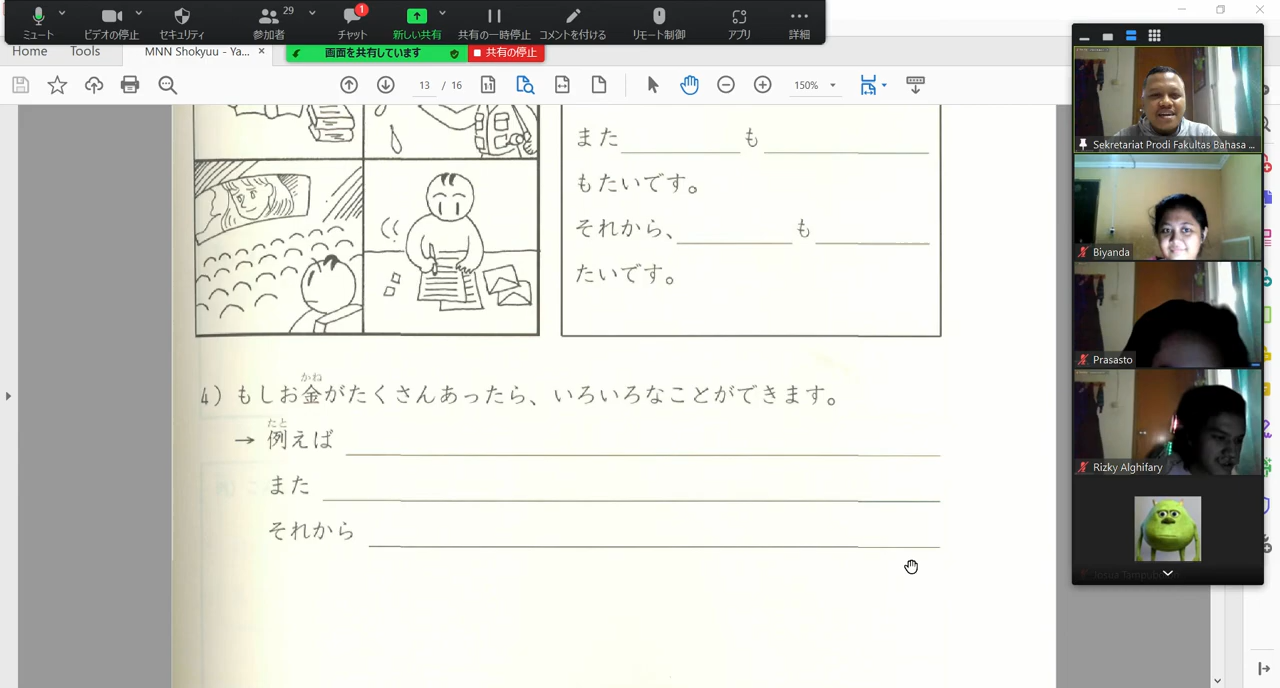 29
1
ミュート
ビデオの停止
セキュリティ
参加者
チャット
新しい共有
共有の一時停止
コメントを付ける
リモート制御
アプリ
詳細
Home
Tools
MNN Shokyuu - Ya... ×
画面を共有しています
共有の停止
13 / 16
150%
また も
もたいです。
それから、 も
たいです。
かね
4）もしお金がたくさんあったら、いろいろなことができます。
たと
→ 例えば
また
それから
Sekretariat Prodi Fakultas Bahasa ...
Biyanda
Prasasto
Rizky Alghifary